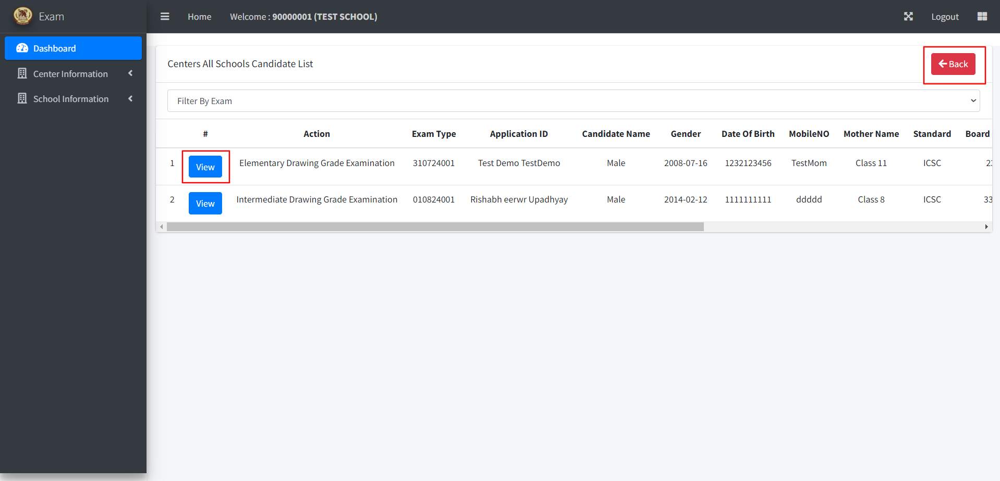 Exam
Home
Welcome : 90000001 (TEST SCHOOL)
Logout
Dashboard
Center Information
School Information
Centers All Schools Candidate List
Back
Filter By Exam
# Action Exam Type Application ID Candidate Name Gender Date Of Birth MobileNO Mother Name Standard Board
1 View Elementary Drawing Grade Examination 310724001 Test Demo TestDemo Male 2008-07-16 1232123456 TestMom Class 11 ICSC
2 View Intermediate Drawing Grade Examination 010824001 Rishabh eerwr Upadhyay Male 2014-02-12 1111111111 ddddd Class 8 ICSC 33